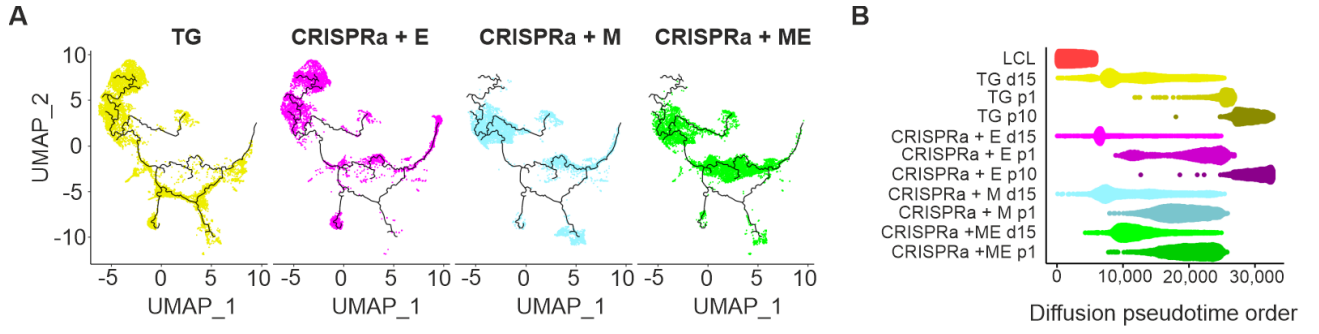 A
TG CRISPRa + E CRISPRa + M CRISPRa + ME
UMAP_2
10
5
0
-5
-10
-5 0 5 10 -5 0 5 10 -5 0 5 10 -5 0 5 10
UMAP_1 UMAP_1 UMAP_1 UMAP_1
B
LCL
TG d15
TG p1
TG p10
CRISPRa + E d15
CRISPRa + E p1
CRISPRa + E p10
CRISPRa + M d15
CRISPRa + M p1
CRISPRa +ME d15
CRISPRa +ME p1
0 10,000 20,000 30,000
Diffusion pseudotime order